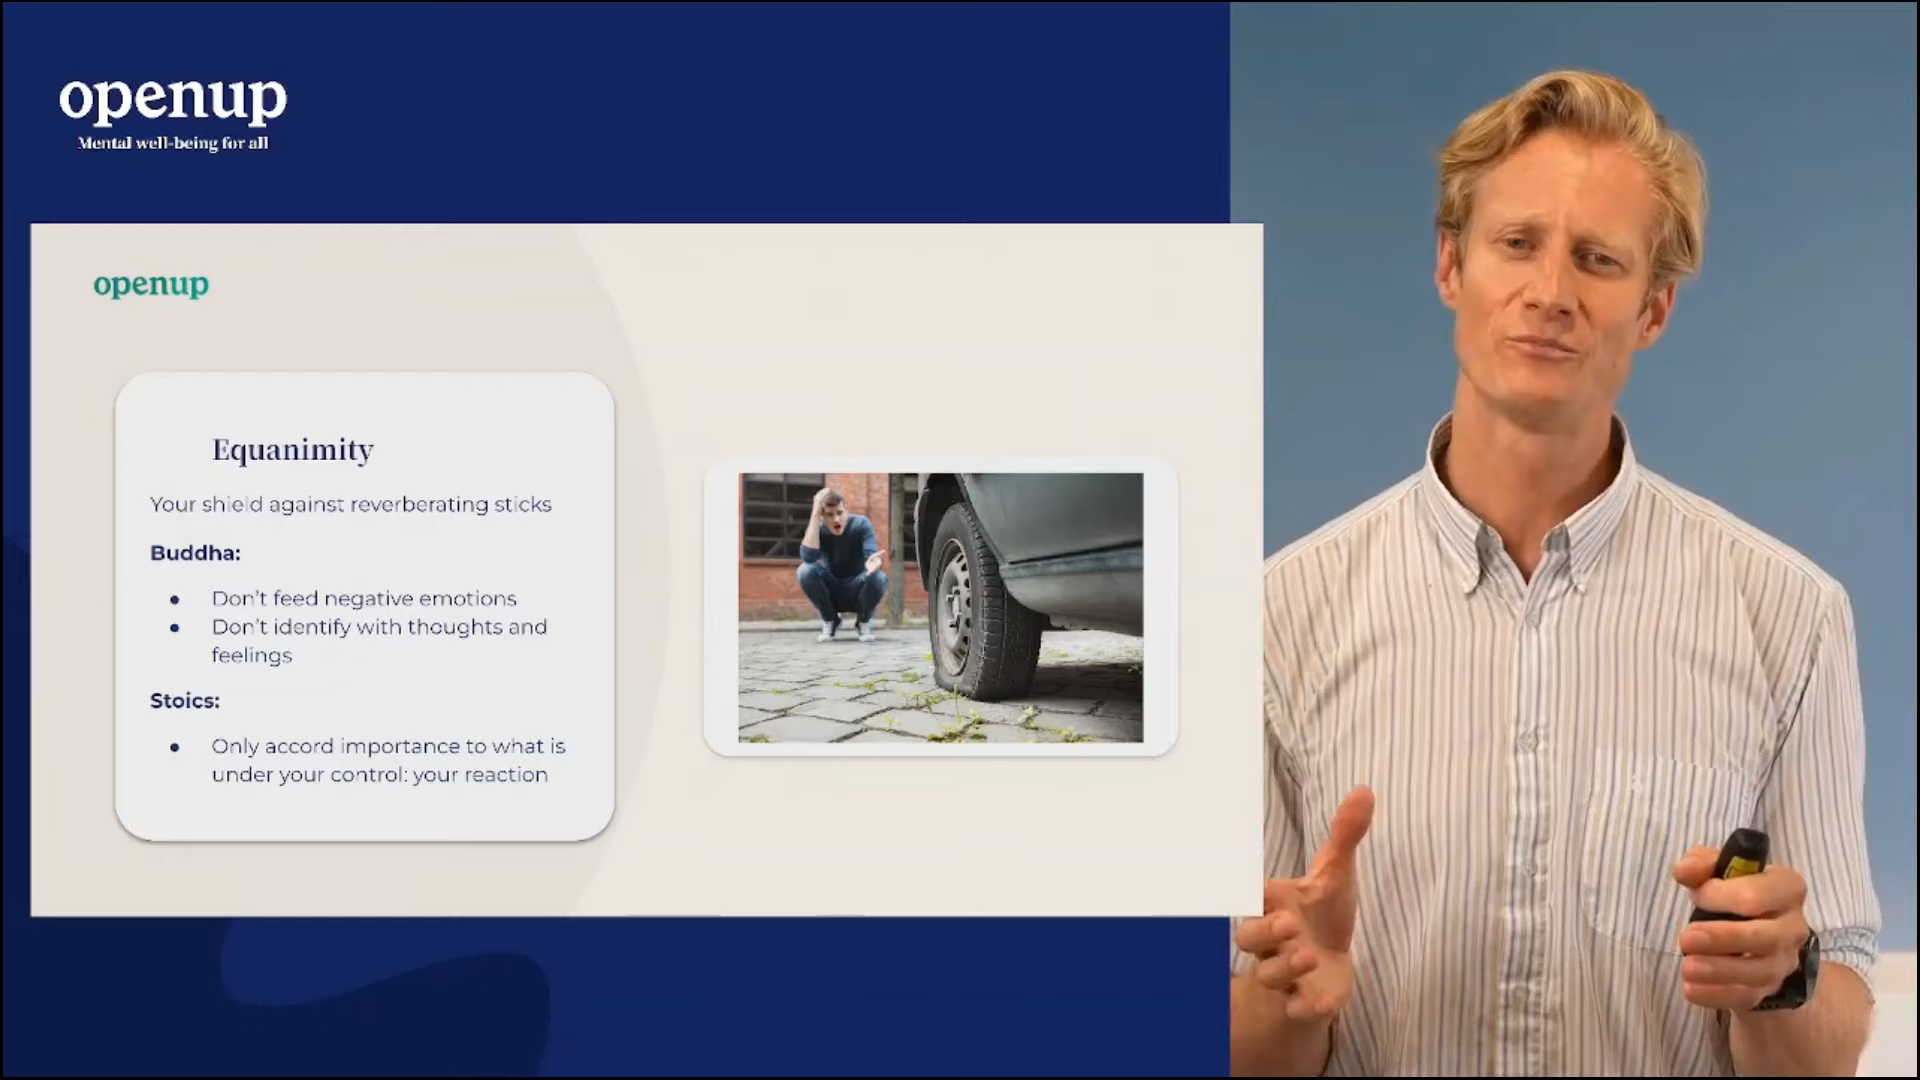 openup
Mental well-being for all
openup
Equanimity
Your shield against reverberating sticks
Buddha:
● Don't feed negative emotions
● Don't identify with thoughts and
feelings
Stoics:
● Only accord importance to what is
under your control: your reaction